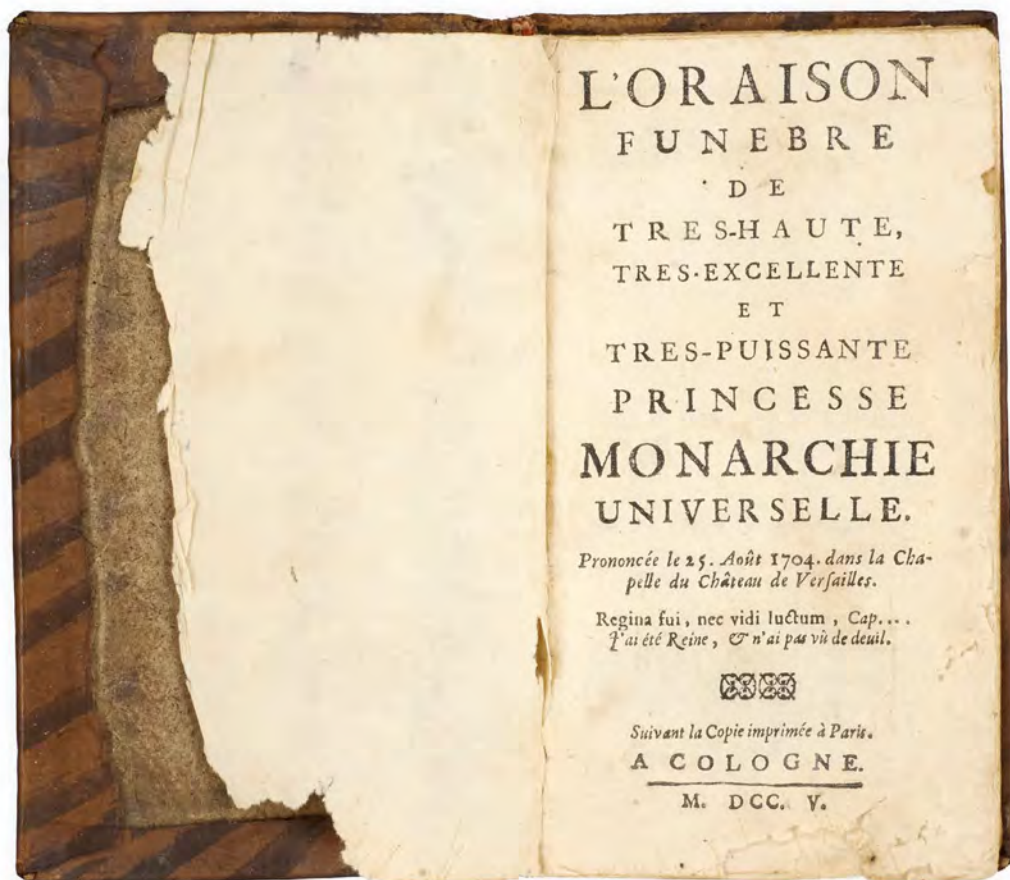 L'ORAISON
FUNEBRE
DE
TRES-HAUTE,
TRES-EXCELLENTE
ET
TRES-PUISSANTE
PRINCESSE
MONARCHIE
UNIVERSELLE.
Prononcée le 25. Août 1704. dans la Cha-
pelle du Château de Versailles.
Regina fui, nec vidi luctum, Cap....
J'ai été Reine, & n'ai pas vû de deuil.
Suivant la Copie imprimée à Paris.
A COLOGNE.
M. DCC. V.